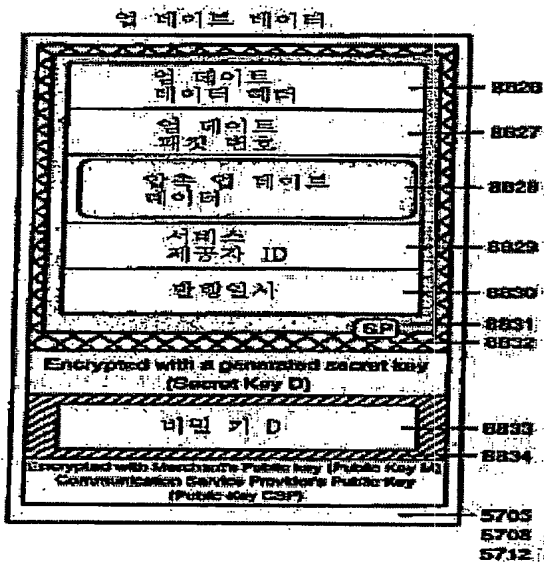 업 데이트 데이터
업 데이트
데이터 헤더
8826
업 데이트
패킷 번호
8827
압축 업 데이트
데이터
8828
서비스
제공자 ID
8829
발행일시
8830
S.P
8831
8832
Encrypted with a generated secret key
(Secret Key D)
비밀 키 D
8833
8834
Encrypted with Merchant's Public key (Public Key M)
Communication Service Provider's Public Key
(Public Key CSP)
5703
5708
5712